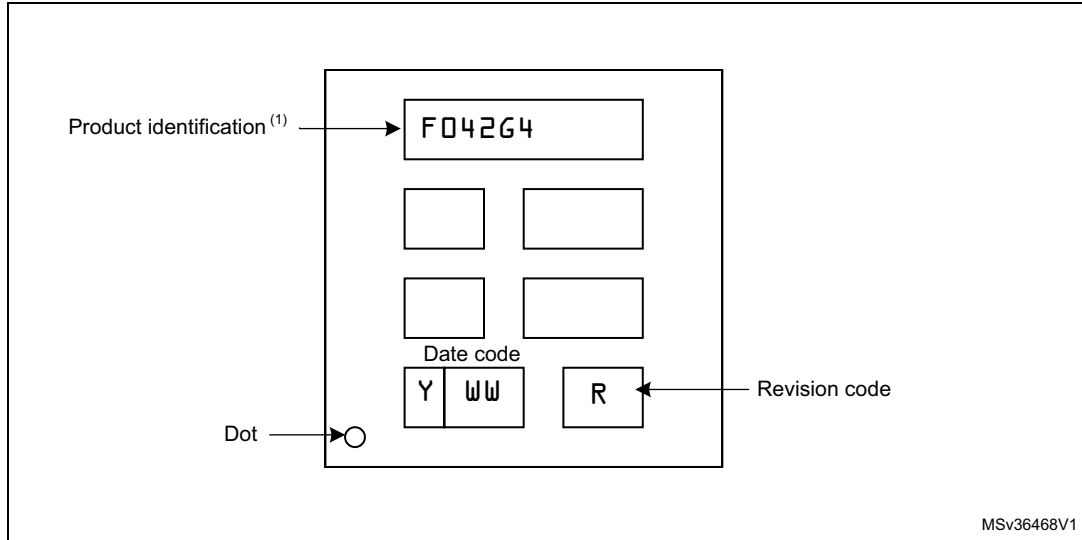 Product identification (1)
F042G4
Date code
Y WW R
Revision code
Dot
MSv36468V1